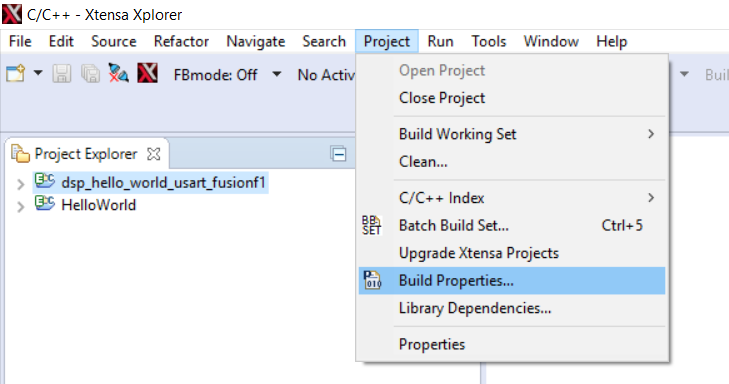 C/C++ - Xtensa Xplorer
File Edit Source Refactor Navigate Search Project Run Tools Window Help
FBmode: Off No Activ Buil
Open Project
Close Project
Build Working Set
Clean...
C/C++ Index
BB SET Batch Build Set... Ctrl+5
Upgrade Xtensa Projects
P 010 Build Properties...
Library Dependencies...
Properties
Project Explorer
dsp_hello_world_usart_fusionf1
HelloWorld